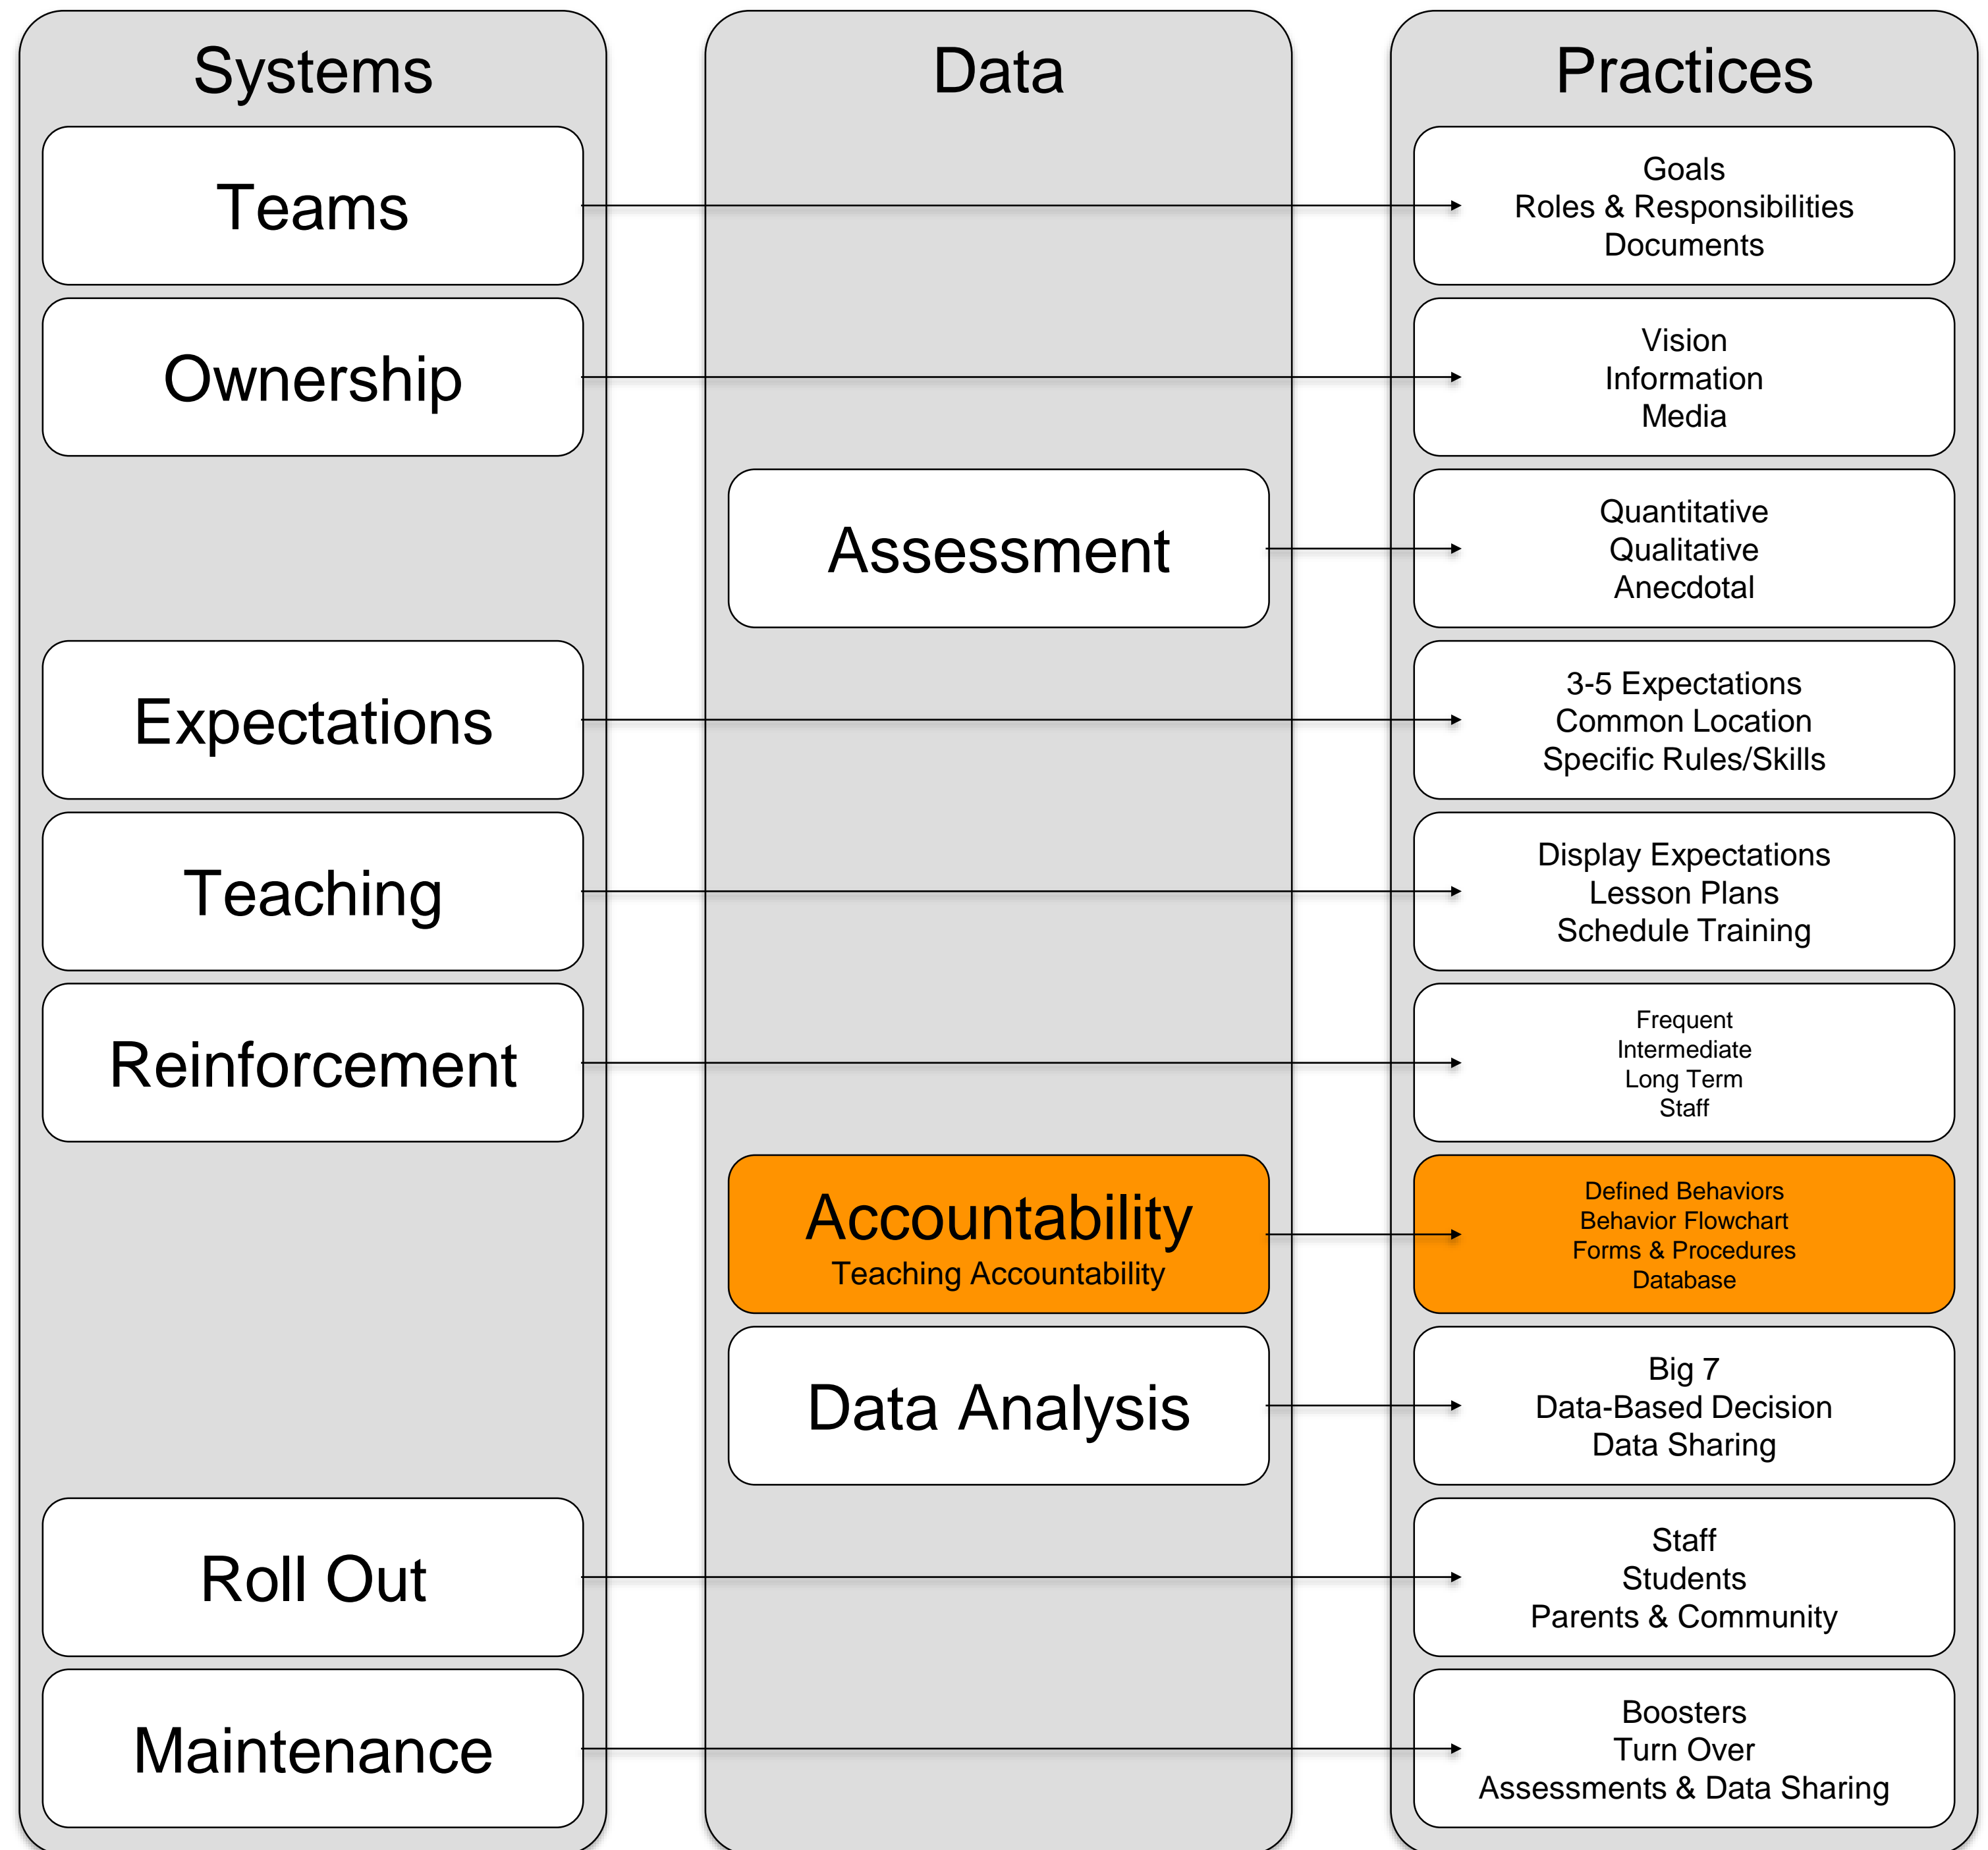 Systems
Data
Practices
Teams
Goals
Roles & Responsibilities
Documents
Ownership
Vision
Information
Media
Assessment
Quantitative
Qualitative
Anecdotal
Expectations
3-5 Expectations
Common Location
Specific Rules/Skills
Teaching
Display Expectations
Lesson Plans
Schedule Training
Reinforcement
Frequent
Intermediate
Long Term
Staff
Accountability
Teaching Accountability
Defined Behaviors
Behavior Flowchart
Forms & Procedures
Database
Data Analysis
Big 7
Data-Based Decision
Data Sharing
Roll Out
Staff
Students
Parents & Community
Maintenance
Boosters
Turn Over
Assessments & Data Sharing